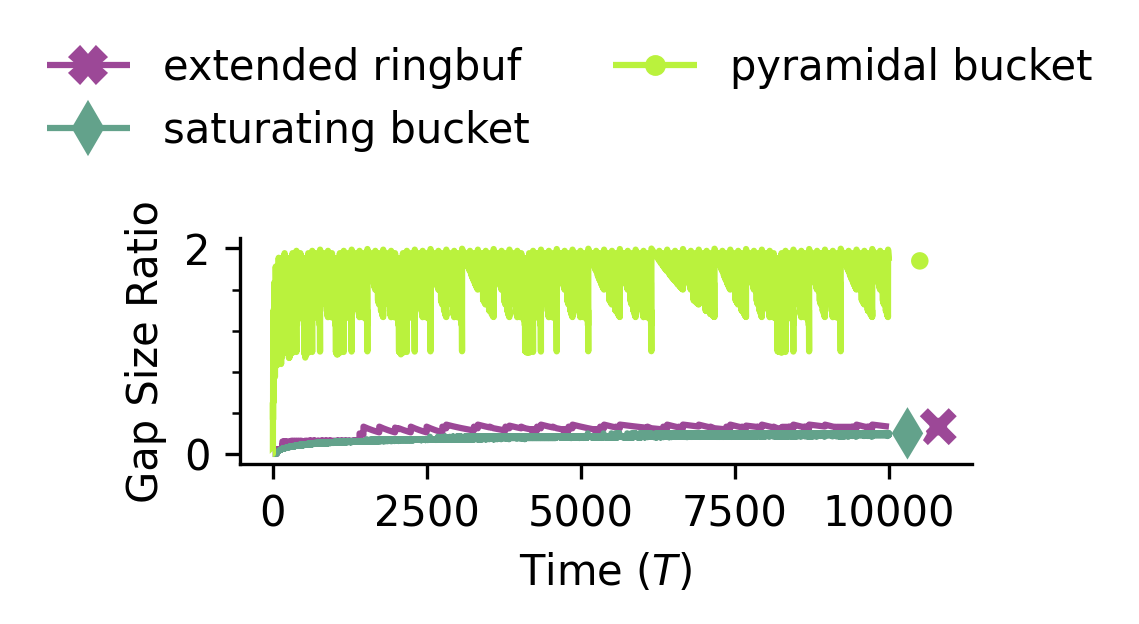 extended ringbuf
pyramidal bucket
saturating bucket
Gap Size Ratio
2
0
0 2500 5000 7500 10000
Time (T)